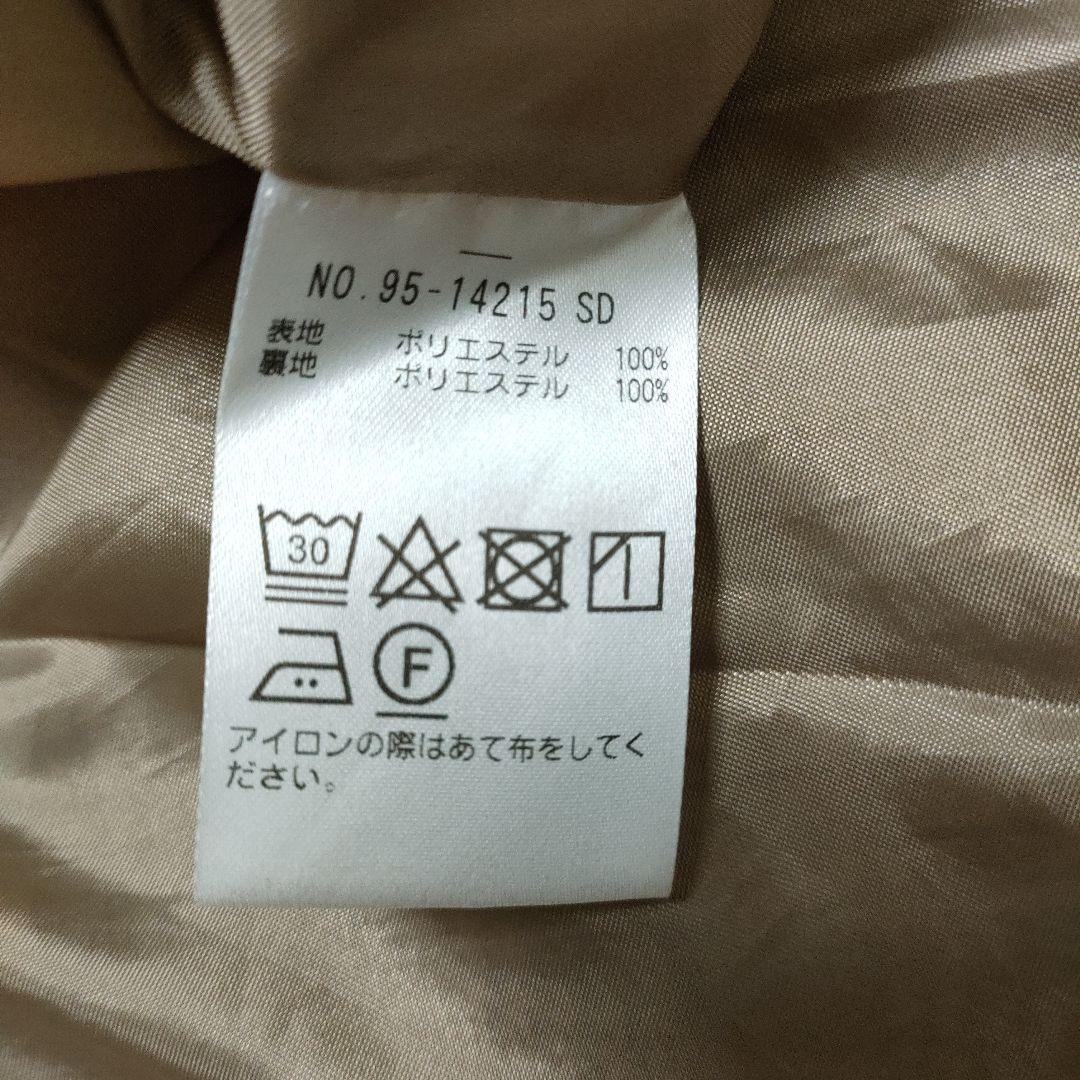 NO.95-14215 SD
表地 ポリエステル 100%
裏地 ポリエステル 100%
30
F
アイロンの際はあて布をしてく
ださい。